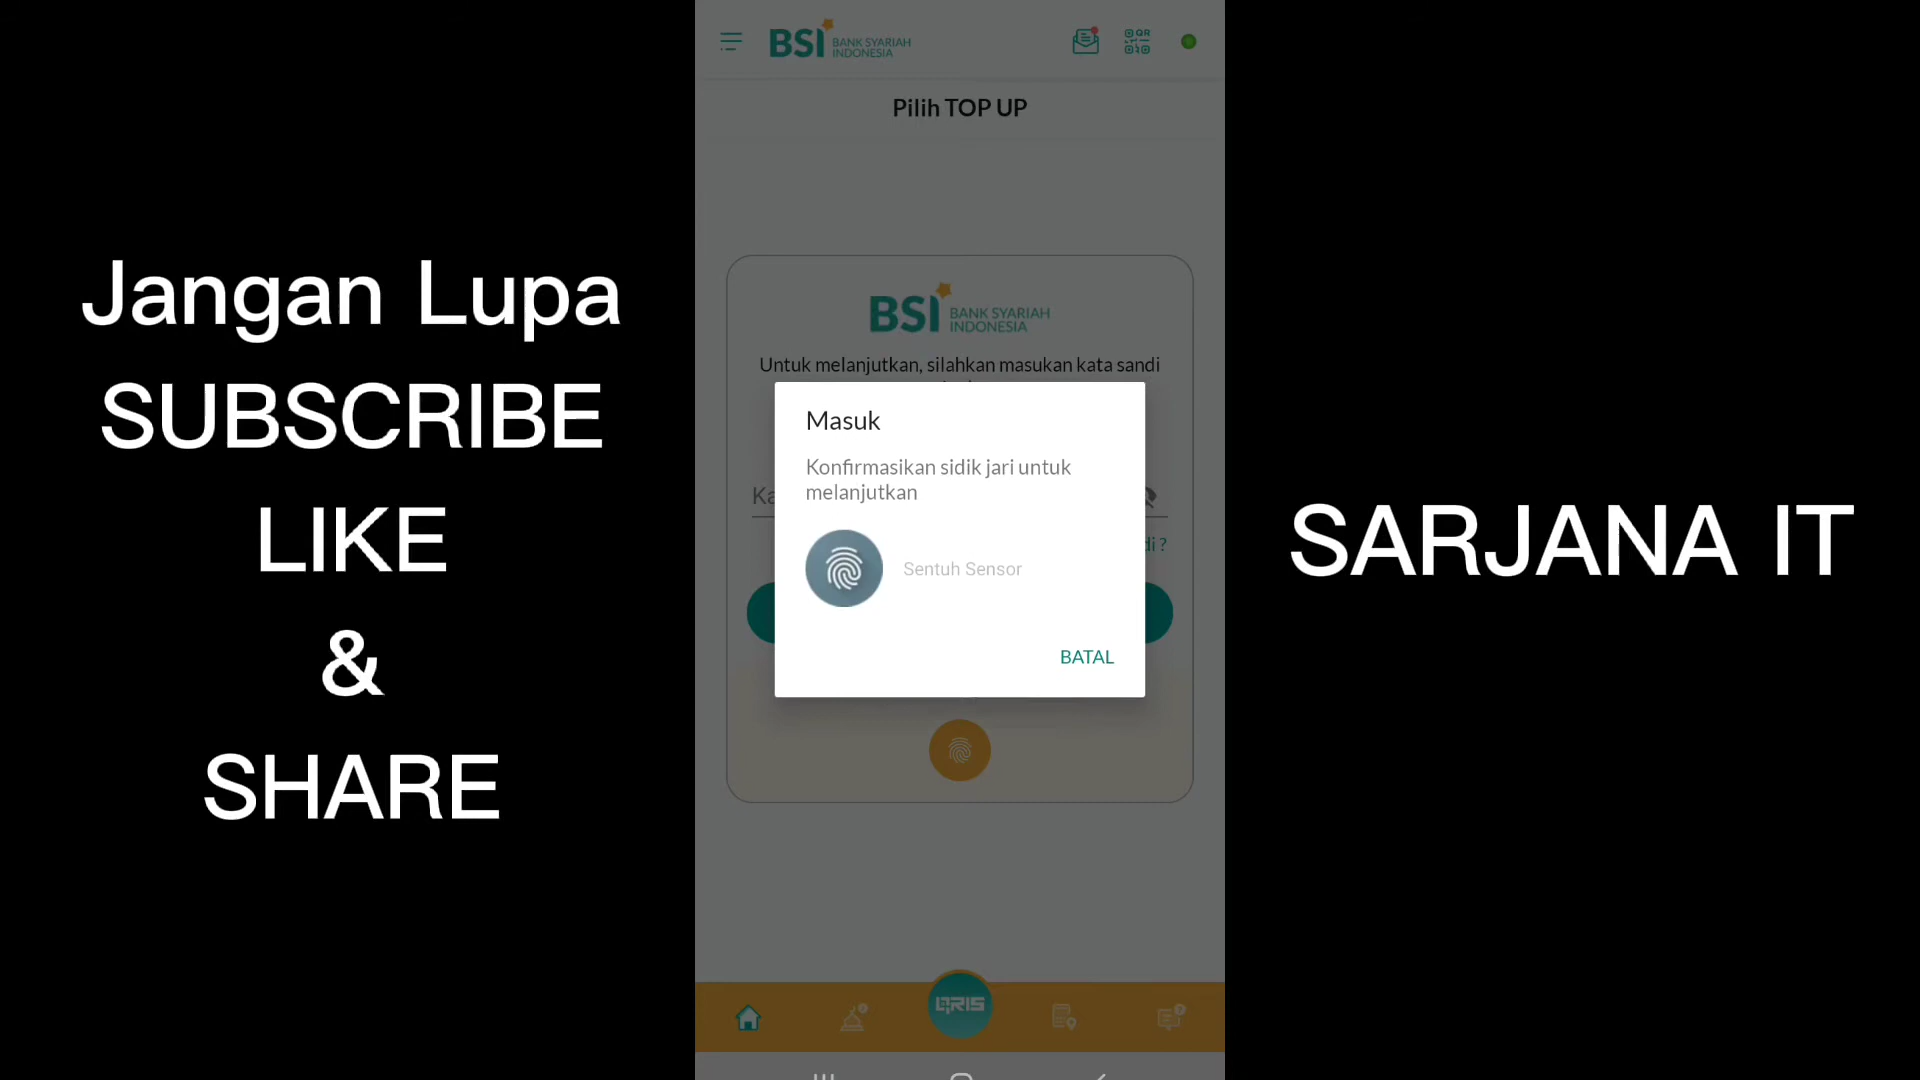 Jangan Lupa
SUBSCRIBE
LIKE
&
SHARE
BSI BANK SYARIAH
INDONESIA
QR
Pilih TOP UP
BSI BANK SYARIAH
INDONESIA
Untuk melanjutkan, silahkan masukan kata sandi
Masuk
Konfirmasikan sidik jari untuk
melanjutkan
Sentuh Sensor
BATAL
QRIS
SARJANA IT